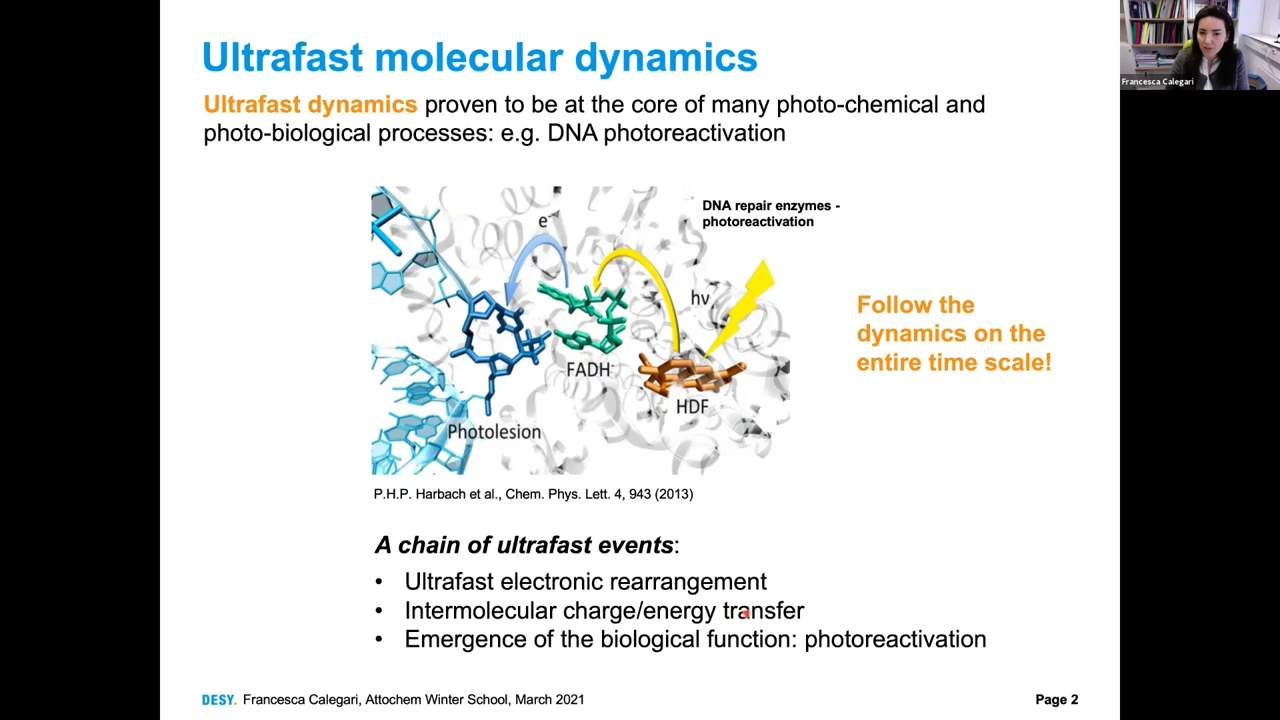 Ultrafast molecular dynamics
Ultrafast dynamics proven to be at the core of many photo-chemical and
photo-biological processes: e.g. DNA photoreactivation
DNA repair enzymes -
photoreactivation
e⁻
hν
FADH⁻
HDF
Photolesion
Follow the
dynamics on the
entire time scale!
P.H.P. Harbach et al., Chem. Phys. Lett. 4, 943 (2013)
A chain of ultrafast events:
• Ultrafast electronic rearrangement
• Intermolecular charge/energy transfer
• Emergence of the biological function: photoreactivation
DESY. Francesca Calegari, Attochem Winter School, March 2021
Page 2
Francesca Calegari